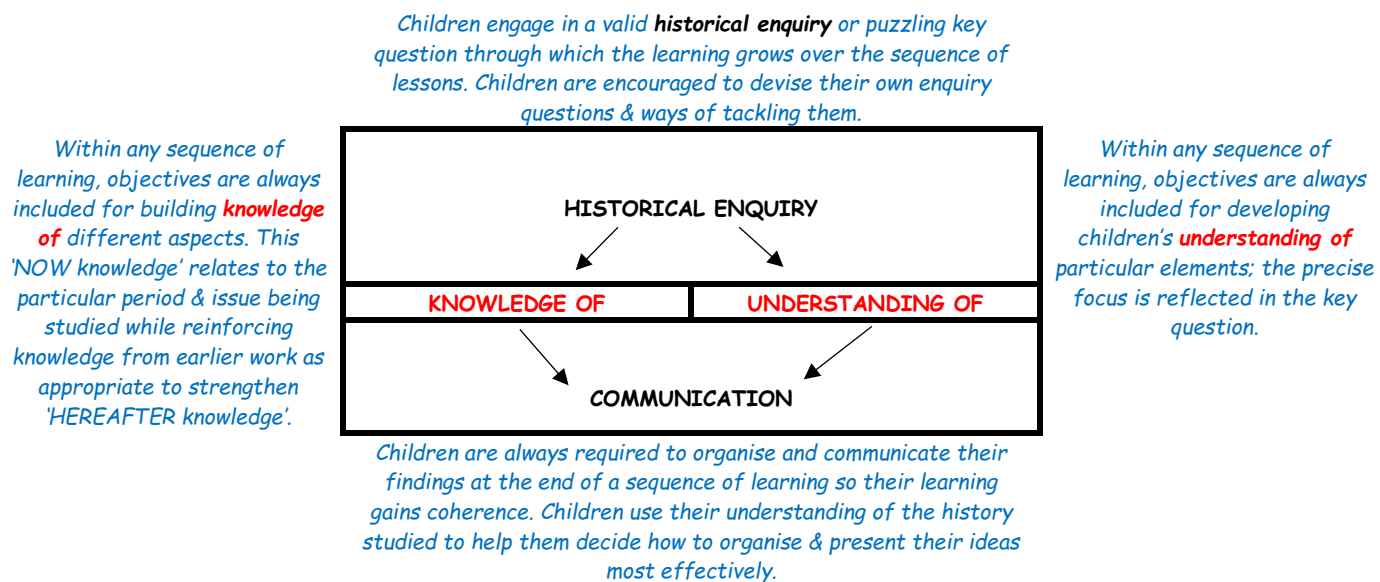 Children engage in a valid historical enquiry or puzzling key
question through which the learning grows over the sequence of
lessons. Children are encouraged to devise their own enquiry
questions & ways of tackling them.
Within any sequence of
learning, objectives are always
included for building knowledge
of different aspects. This
‘NOW knowledge’ relates to the
particular period & issue being
studied while reinforcing
knowledge from earlier work as
appropriate to strengthen
‘HEREAFTER knowledge’.
HISTORICAL ENQUIRY
KNOWLEDGE OF
UNDERSTANDING OF
COMMUNICATION
Within any sequence of
learning, objectives are always
included for developing
children’s understanding of
particular elements; the precise
focus is reflected in the key
question.
Children are always required to organise and communicate their
findings at the end of a sequence of learning so their learning
gains coherence. Children use their understanding of the history
studied to help them decide how to organise & present their ideas
most effectively.